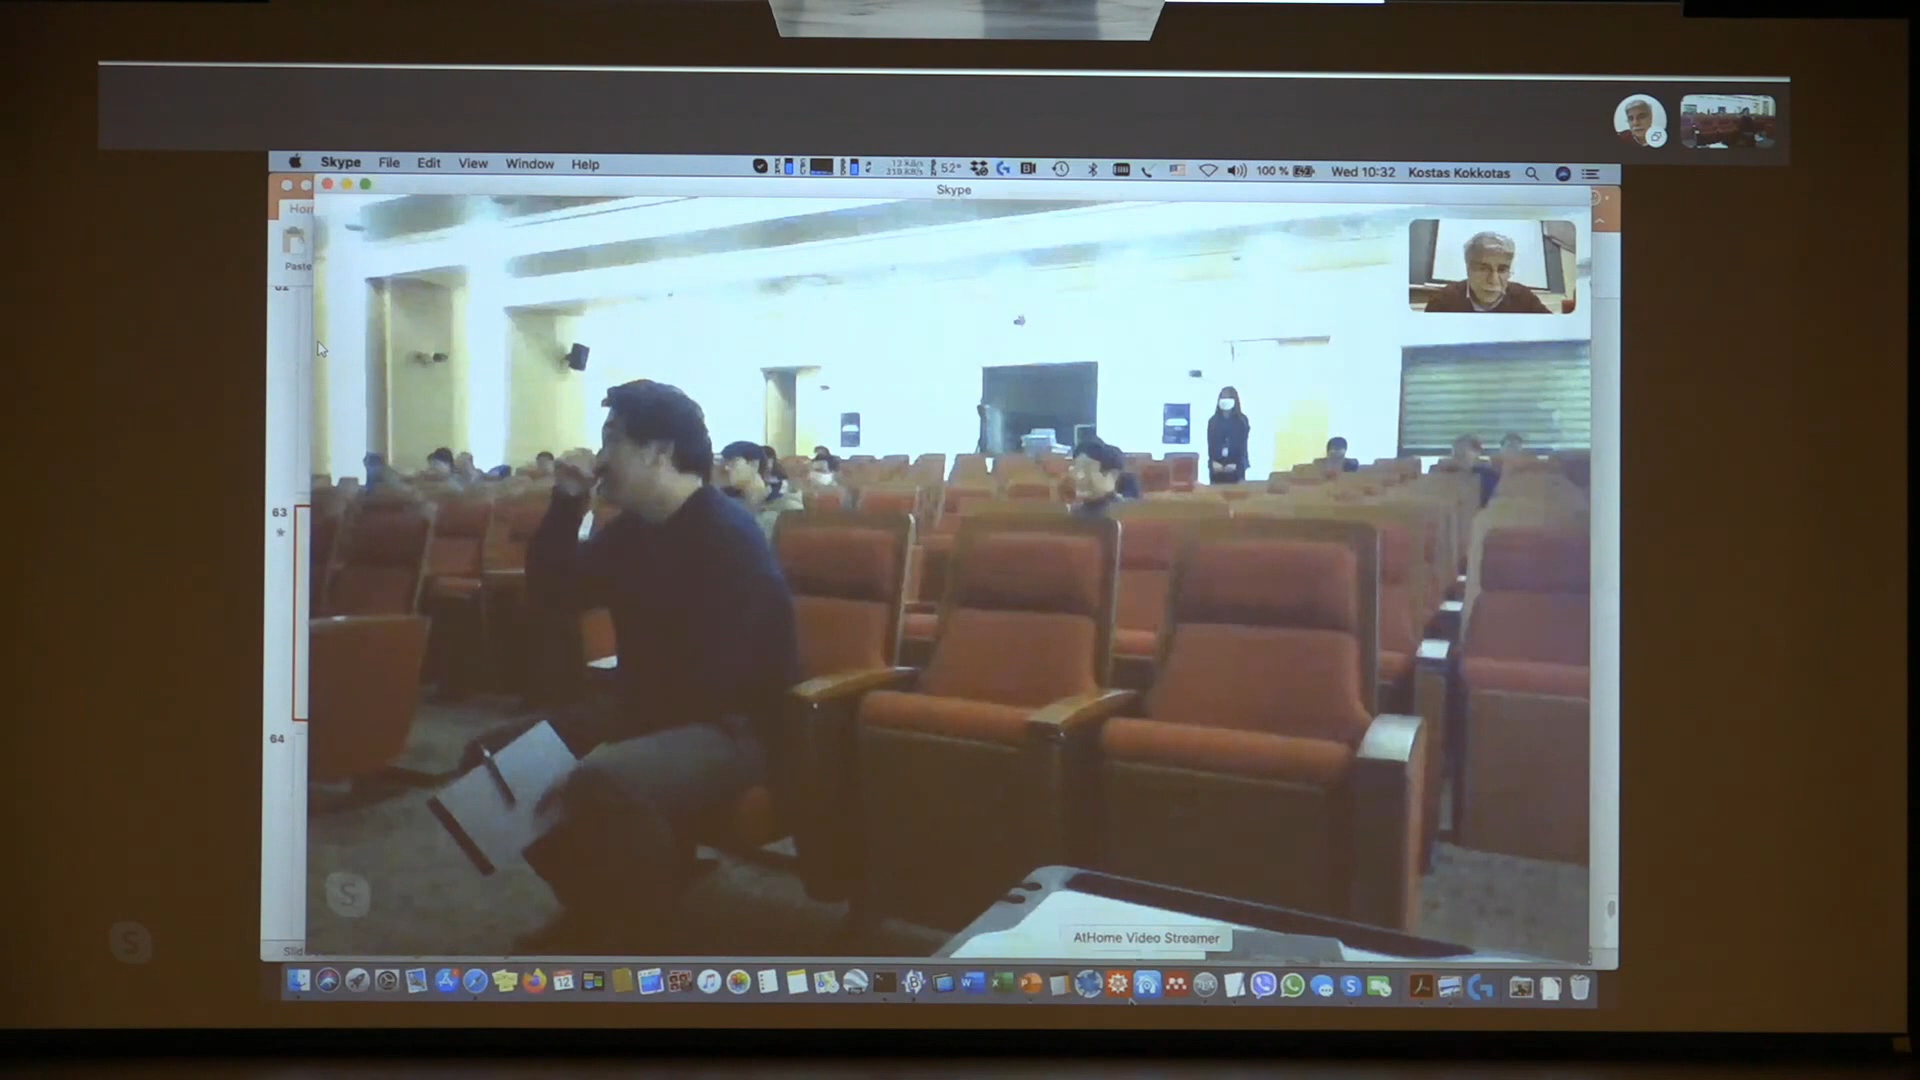 Skype File Edit View Window Help 52° 100 % Wed 10:32 Kostas Kokkotas
Skype
Paste
63
64
AtHome Video Streamer